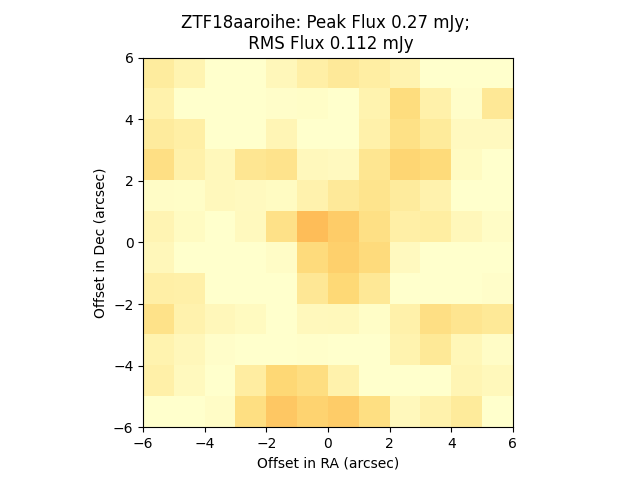 ZTF18aaroihe: Peak Flux 0.27 mJy;
RMS Flux 0.112 mJy
6
4
2
0
−2
−4
−6
Offset in Dec (arcsec)
−6 −4 −2 0 2 4 6
Offset in RA (arcsec)